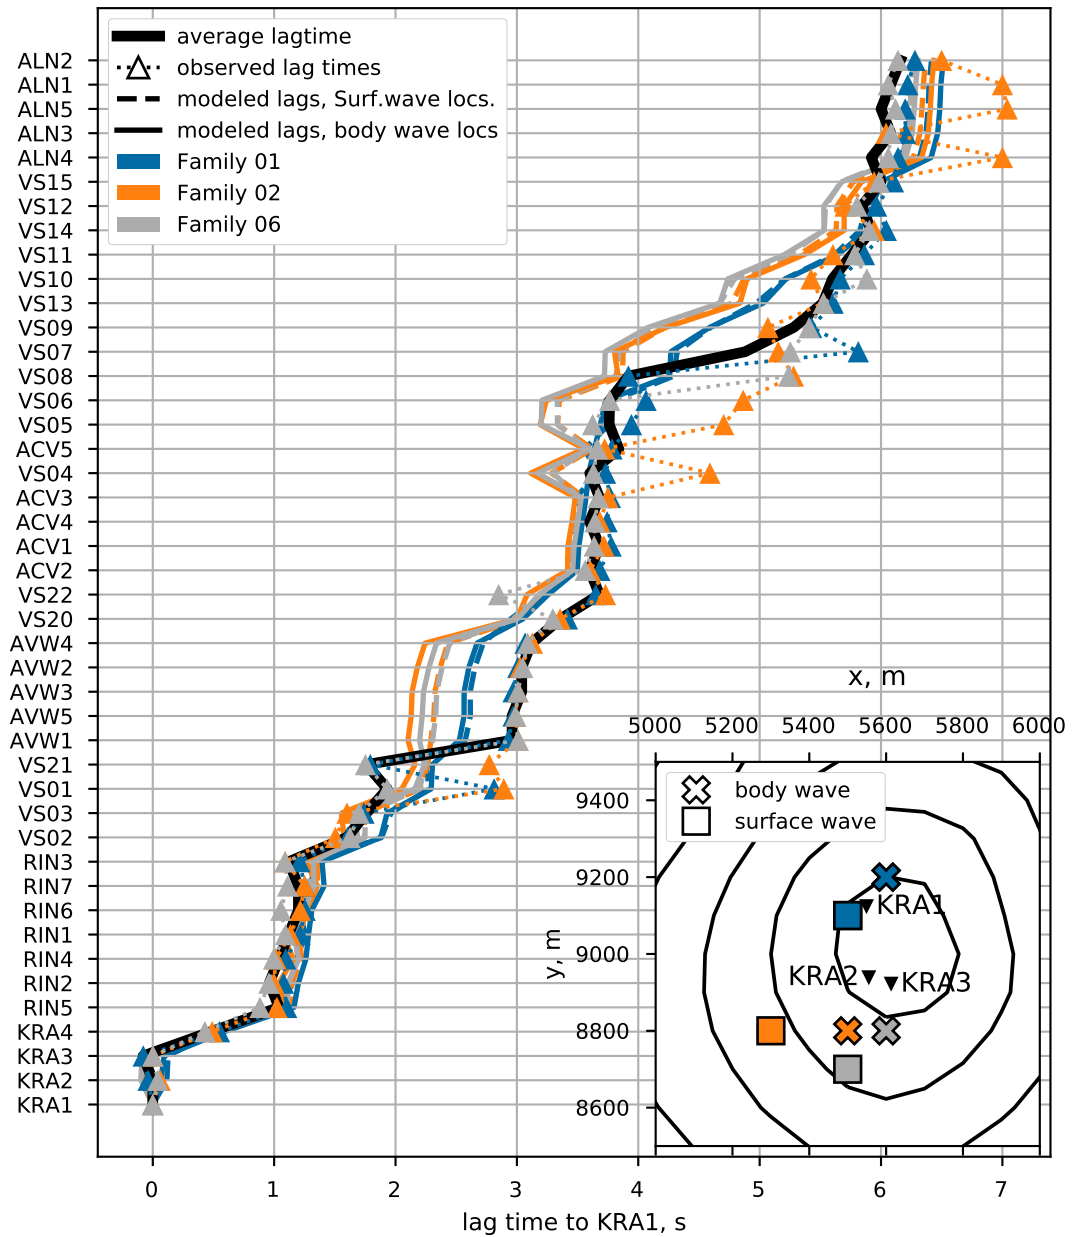 average lagtime
observed lag times
modeled lags, Surf.wave locs.
modeled lags, body wave locs
Family 01
Family 02
Family 06
ALN2
ALN1
ALN5
ALN3
ALN4
VS15
VS12
VS14
VS11
VS10
VS13
VS09
VS07
VS08
VS06
VS05
ACV5
VS04
ACV3
ACV4
ACV1
ACV2
VS22
VS20
AVW4
AVW2
AVW3
AVW5
AVW1
VS21
VS01
VS03
VS02
RIN3
RIN7
RIN6
RIN1
RIN4
RIN2
RIN5
KRA4
KRA3
KRA2
KRA1
x, m
5000 5200 5400 5600 5800 6000
body wave
surface wave
9400
9200
9000
8800
8600
y, m
KRA1
KRA2
KRA3
0 1 2 3 4 5 6 7
lag time to KRA1, s